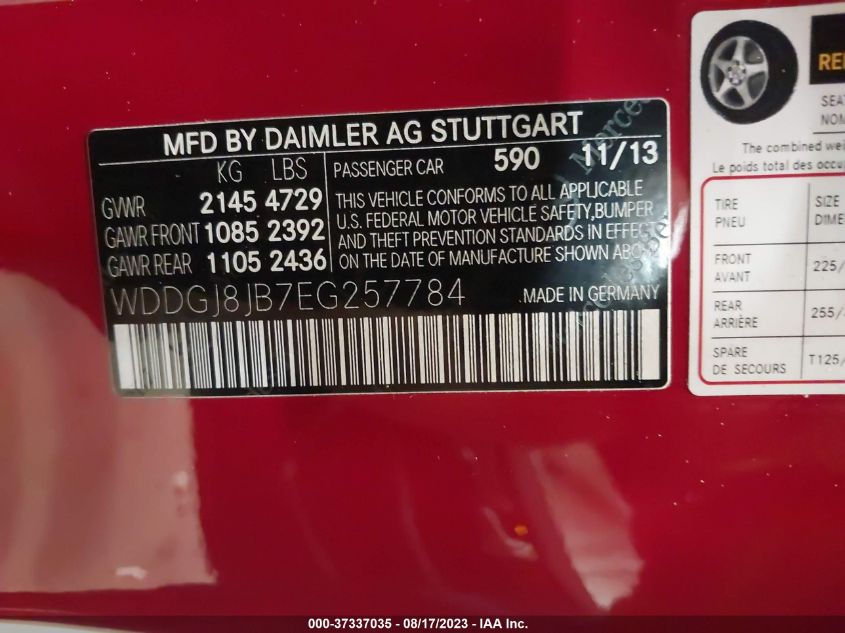 MFD BY DAIMLER AG STUTTGART
KG LBS
GVWR 2145 4729
GAWR FRONT 1085 2392
GAWR REAR 1105 2436
PASSENGER CAR 590 11/13
THIS VEHICLE CONFORMS TO ALL APPLICABLE
U.S. FEDERAL MOTOR VEHICLE SAFETY,BUMPER
AND THEFT PREVENTION STANDARDS IN EFFECT
ON THE DATE OF MANUFACTURE SHOWN ABOVE
WDDGJ8JB7EG257784 MADE IN GERMANY
The combined
Le poids total des
TIRE
PNEU
SIZE
FRONT
AVANT
225/
REAR
ARRIÈRE
255/
SPARE
DE SECOURS
T125/
000-37337035 - 08/17/2023 - IAA Inc.